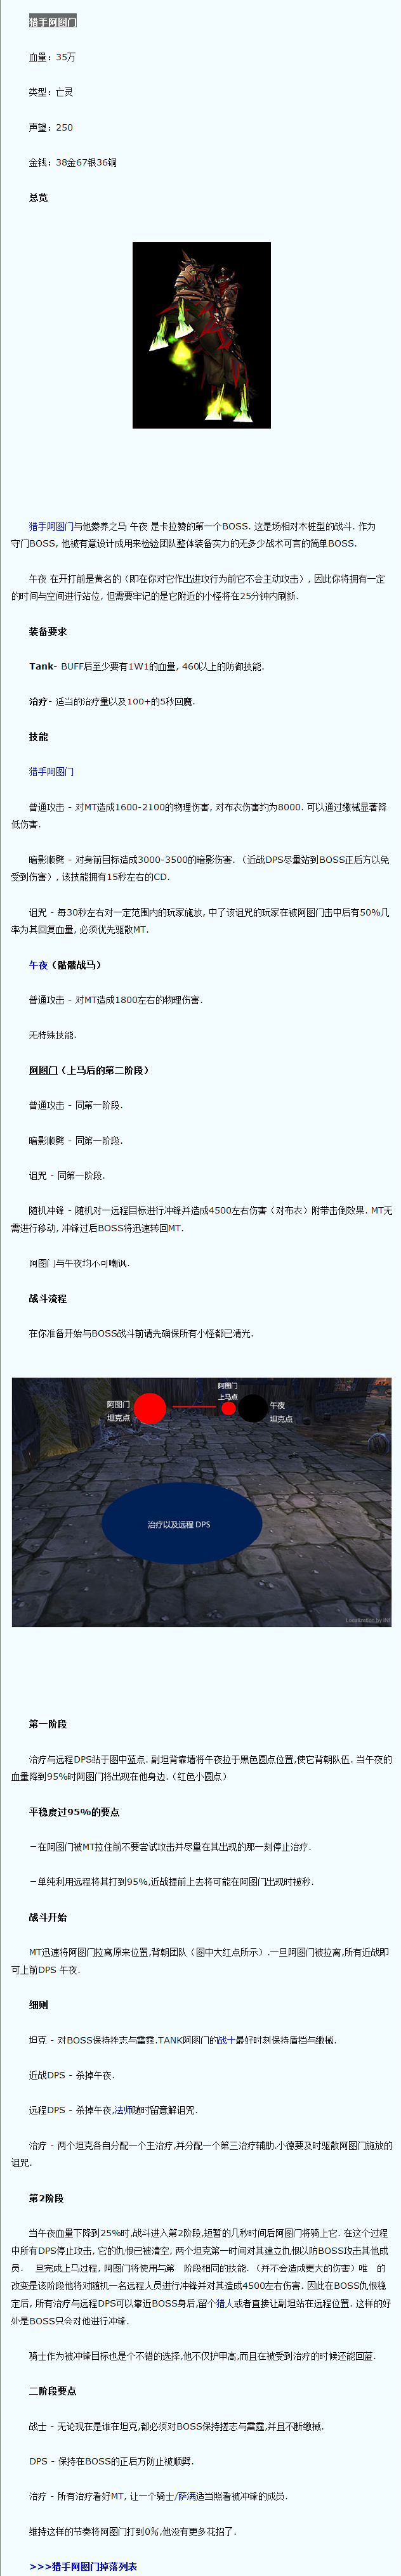 猎手阿图门
血量：35万
类型：亡灵
声望：250
金钱：38金67银36铜
总览
猎手阿图门与他豢养之马 午夜 是卡拉赞的第一个BOSS. 这是场相对木桩型的战斗. 作为
守门BOSS, 他被有意设计成用来检验团队整体装备实力的无多少战术可言的简单BOSS.
午夜 在开打前是黄名的（即在你对它作出进攻行为前它不会主动攻击），因此你将拥有一定
的时间与空间进行站位, 但需要牢记的是它附近的小怪将在25分钟内刷新.
装备要求
Tank- BUFF后至少要有1W1的血量, 460以上的防御技能.
治疗- 适当的治疗量以及100+的5秒回魔.
技能
猎手阿图门
普通攻击 - 对MT造成1600-2100的物理伤害, 对布衣伤害约为8000. 可以通过缴械显著降
低伤害.
暗影顺劈 - 对身前目标造成3000-3500的暗影伤害. （近战DPS尽量站到BOSS正后方以免
受到伤害），该技能拥有15秒左右的CD.
诅咒 - 每30秒左右对一定范围内的玩家施放, 中了该诅咒的玩家在被阿图门击中后有50%几
率为其回复血量, 必须优先驱散MT.
午夜（骷髅战马）
普通攻击 - 对MT造成1800左右的物理伤害.
无特殊技能.
阿图门（上马后的第二阶段）
普通攻击 - 同第一阶段.
暗影顺劈 - 同第一阶段.
诅咒 - 同第一阶段.
随机冲锋 - 随机对一远程目标进行冲锋并造成4500左右伤害（对布衣）附带击倒效果. MT无
需进行移动, 冲锋过后BOSS将迅速转回MT.
阿图门与午夜均不可嘲讽.
战斗流程
在你准备开始与BOSS战斗前请先确保所有小怪都已清光.
阿图门
上马点
阿图门
坦克点
午夜
坦克点
治疗以及远程 DPS
第一阶段
治疗与远程DPS站于图中蓝点. 副坦背靠墙将午夜拉于黑色圆点位置,使它背朝队伍. 当午夜的
血量降到95%时阿图门将出现在他身边.（红色小圆点）
平稳度过95%的要点
－在阿图门被MT拉住前不要尝试攻击并尽量在其出现的那一刻停止治疗.
－单纯利用远程将其打到95%,近战提前上去将可能在阿图门出现时被秒.
战斗开始
MT迅速将阿图门拉离原来位置,背朝团队（图中大红点所示）.一旦阿图门被拉离,所有近战即
可上前DPS 午夜.
细则
坦克 - 对BOSS保持挫志与雷霆.TANK阿图门的战士最好时刻保持盾挡与缴械.
近战DPS - 杀掉午夜.
远程DPS - 杀掉午夜,法师随时留意解诅咒.
治疗 - 两个坦克各自分配一个主治疗,并分配一个第三治疗辅助.小德要及时驱散阿图门施放的
诅咒.
第2阶段
当午夜血量下降到25%时,战斗进入第2阶段,短暂的几秒时间后阿图门将骑上它. 在这个过程
中所有DPS停止攻击, 它的仇恨已被清空, 两个坦克第一时间对其建立仇恨以防BOSS攻击其他成
员. 旦完成上马过程, 阿图门将使用与第 阶段相同的技能. （并不会造成更大的伤害）唯 的
改变是该阶段他将对随机一名远程人员进行冲锋并对其造成4500左右伤害. 因此在BOSS仇恨稳
定后, 所有治疗与远程DPS可以靠近BOSS身后,留个猎人或者直接让副坦站在远程位置. 这样的好
处是BOSS只会对他进行冲锋.
骑士作为被冲锋目标也是个不错的选择,他不仅护甲高,而且在被受到治疗的时候还能回蓝.
二阶段要点
战士 - 无论现在是谁在坦克,都必须对BOSS保持搓志与雷霆,并且不断缴械.
DPS - 保持在BOSS的正后方防止被顺劈.
治疗 - 所有治疗看好MT, 让一个骑士/萨满适当照看被冲锋的成员.
维持这样的节奏将阿图门打到0%,他没有更多花招了.
>>>猎手阿图门掉落列表